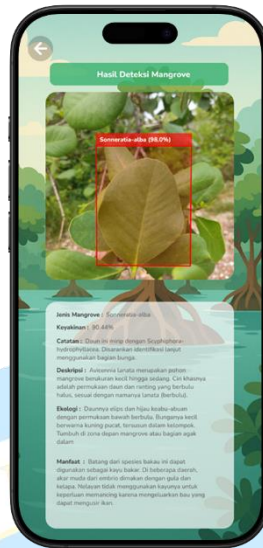 Hasil Deteksi Mangrove
Sonneratia-alba (98.0%)
Jenis Mangrove : Sonneratia-alba
Keyakinan : 90.44%
Catatan : Daun ini mirip dengan Scyphiphora-
hydrophyllacea. Disarankan identifikasi lanjut
menggunakan bagian bunga.
Deskripsi : Avicennia Lanata merupakan pohon
mangrove berukuran kecil hingga sedang. Ciri khasnya
adalah permukaan daun dan ranting yang berbulu
halus, sesuai dengan namanya lanata (berbulu).
Ekologi : Daunnya elips dan hijau keabu-abuan
dengan permukaan bawah berbulu. Bunganya kecil
berwarna kuning pucat, tersusun dalam kelompok.
Tumbuh di zona depan mangrove atau bagian agak
dalam
Manfaat : Batang dari spesies bakau ini dapat
digunakan sebagai kayu bakar. Di beberapa daerah,
akar muda dari embrio dimakan dengan gula dan
kelapa. Nelayan tidak menggunakan kayunya untuk
keperluan memancing karena mengeluarkan bau yang
dapat mengusir ikan.